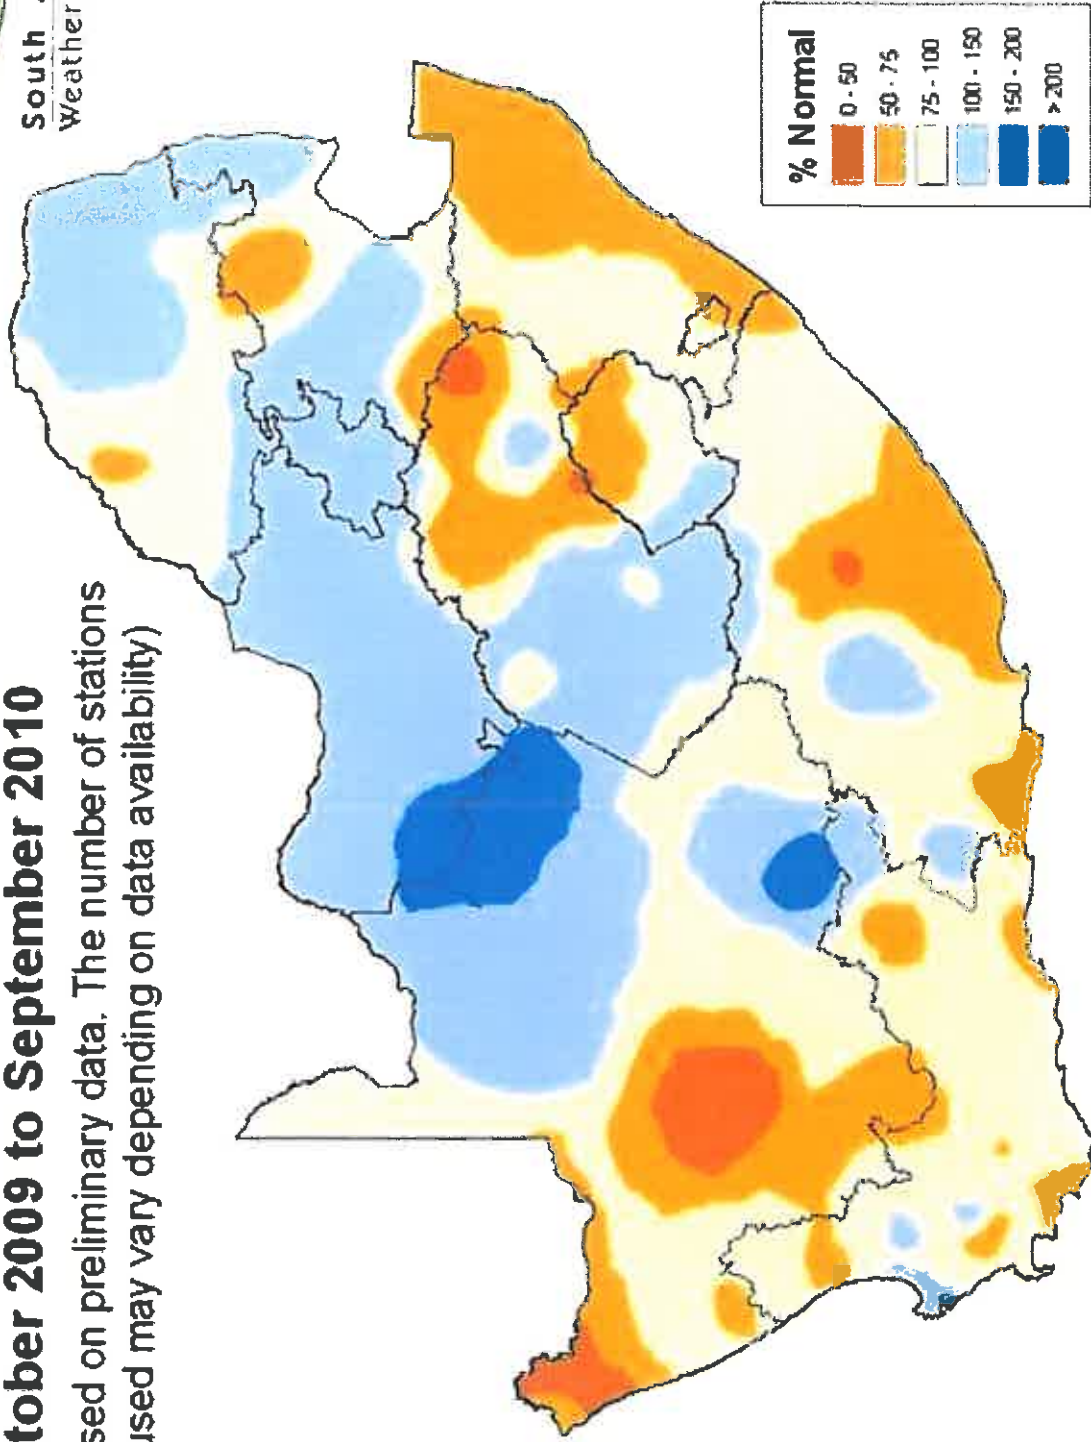 tober 2009 to September 2010
sed on preliminary data. The number of stations
used may vary depending on data availability)
South
Weather
% Normal
0 - 50
50 - 75
75 - 100
100 - 150
150 - 200
> 200